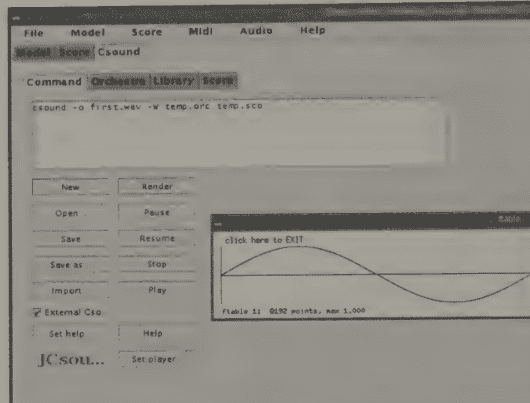 File Model Score Midi Audio Help
Model Score Csound
Command Orchestra Library Score
csound -o first.wav -W temp.orc temp.sco
New Render
Open Pause
Save Resume
Save as Stop
Import Play
External Cso
Set help Help
JCsou... Set player
click here to EXIT
ftable 1: 8192 points, max 1.000